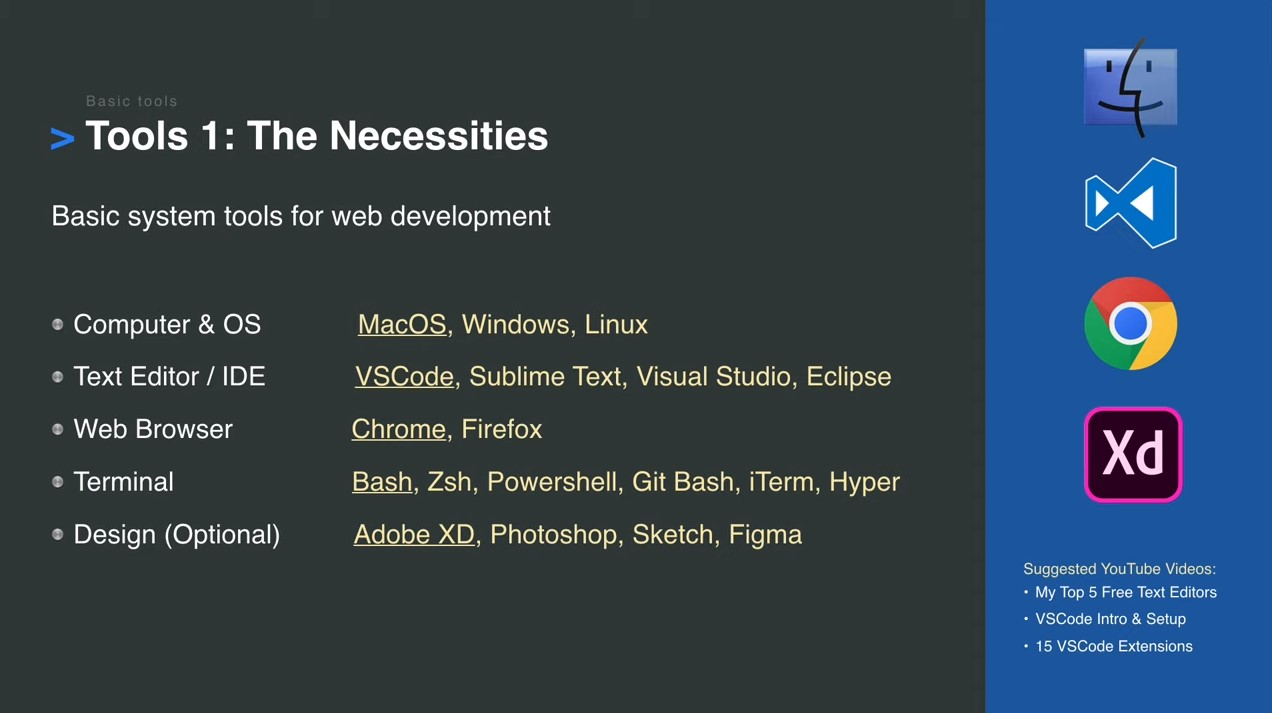 Basic tools
> Tools 1: The Necessities
Basic system tools for web development
Computer & OS MacOS, Windows, Linux
Text Editor / IDE VSCode, Sublime Text, Visual Studio, Eclipse
Web Browser Chrome, Firefox
Terminal Bash, Zsh, Powershell, Git Bash, iTerm, Hyper
Design (Optional) Adobe XD, Photoshop, Sketch, Figma
Xd
Suggested YouTube Videos:
• My Top 5 Free Text Editors
• VSCode Intro & Setup
• 15 VSCode Extensions